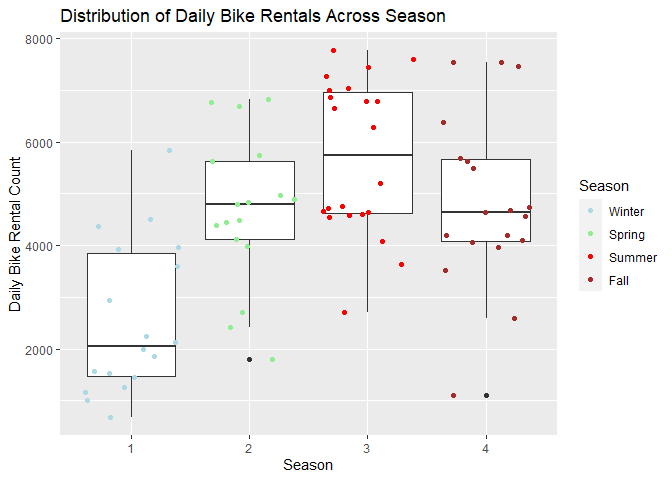 Distribution of Daily Bike Rentals Across Season
8000
6000
4000
2000
Daily Bike Rental Count
1 2 3 4
Season
Season
Winter
Spring
Summer
Fall